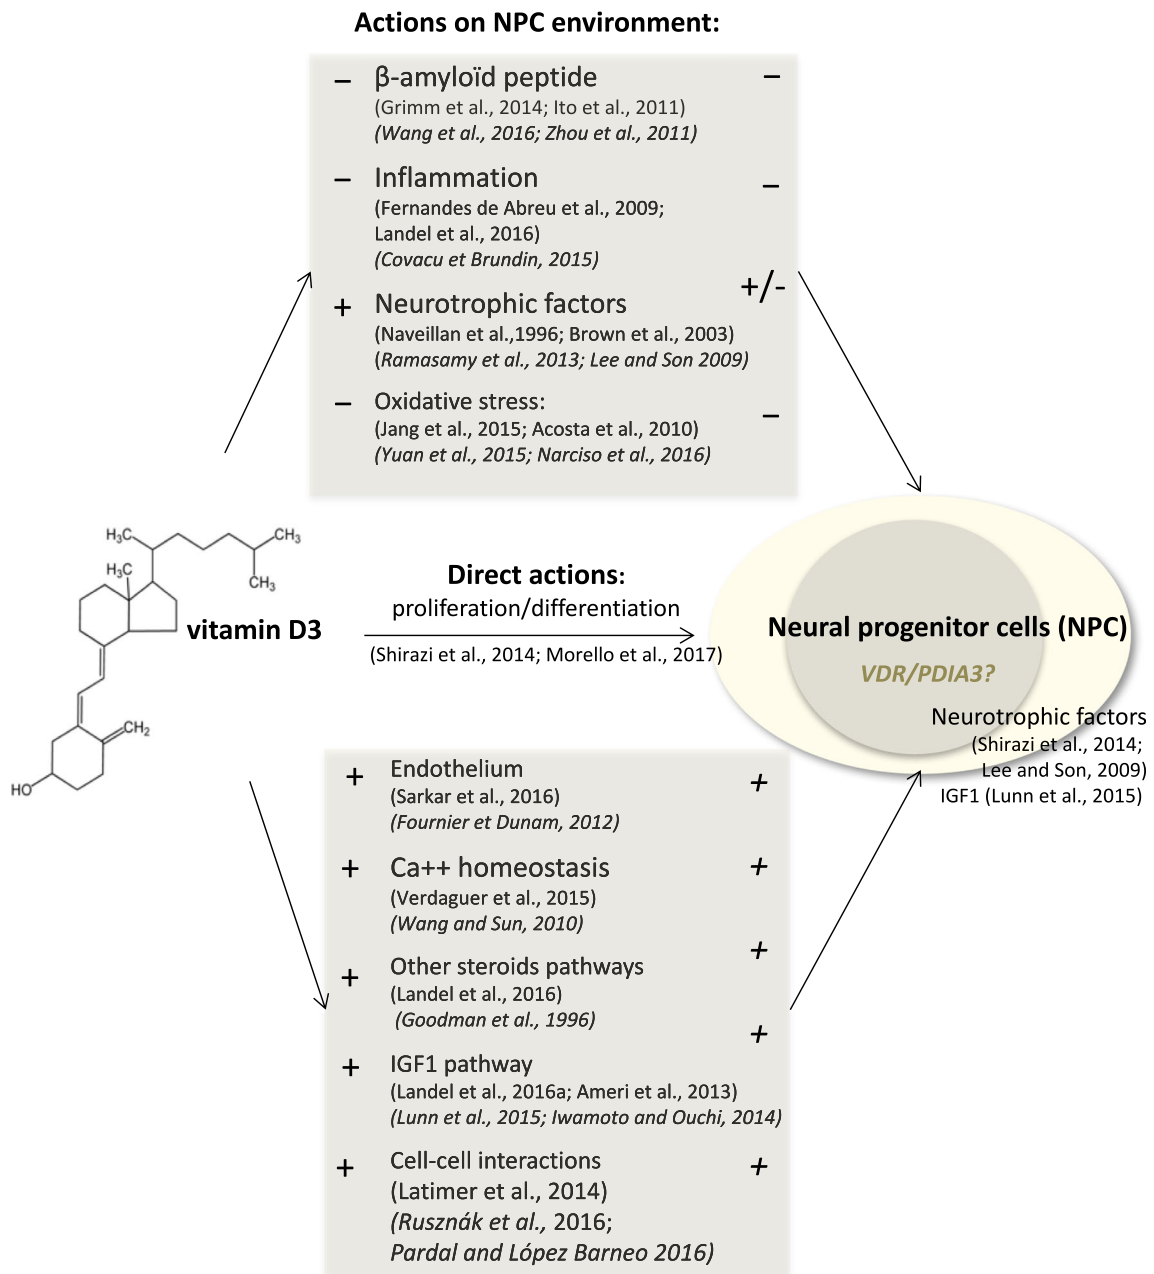 Actions on NPC environment:
− β-amyloïd peptide −
(Grimm et al., 2014; Ito et al., 2011)
(Wang et al., 2016; Zhou et al., 2011)
− Inflammation −
(Fernandes de Abreu et al., 2009;
Landel et al., 2016)
(Covacu et Brundin, 2015)
+ Neurotrophic factors +/-
(Naveillan et al.,1996; Brown et al., 2003)
(Ramasamy et al., 2013; Lee and Son 2009)
− Oxidative stress: −
(Jang et al., 2015; Acosta et al., 2010)
(Yuan et al., 2015; Narciso et al., 2016)
H₃C CH₃
H₃C CH₃
vitamin D3
CH₂
HO
Direct actions:
proliferation/differentiation
(Shirazi et al., 2014; Morello et al., 2017)
Neural progenitor cells (NPC)
VDR/PDIA3?
Neurotrophic factors
(Shirazi et al., 2014;
Lee and Son, 2009)
IGF1 (Lunn et al., 2015)
+ Endothelium +
(Sarkar et al., 2016)
(Fournier et Dunam, 2012)
+ Ca++ homeostasis +
(Verdaguer et al., 2015)
(Wang and Sun, 2010)
+ Other steroids pathways +
(Landel et al., 2016)
(Goodman et al., 1996)
+ IGF1 pathway +
(Landel et al., 2016a; Ameri et al., 2013)
(Lunn et al., 2015; Iwamoto and Ouchi, 2014)
+ Cell-cell interactions +
(Latimer et al., 2014)
(Rusznák et al., 2016;
Pardal and López Barneo 2016)